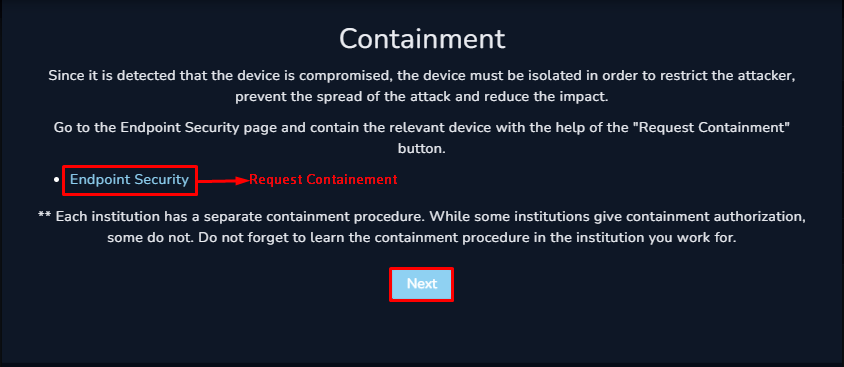 Containment
Since it is detected that the device is compromised, the device must be isolated in order to restrict the attacker,
prevent the spread of the attack and reduce the impact.
Go to the Endpoint Security page and contain the relevant device with the help of the "Request Containment"
button.
• Endpoint Security Request Containement
** Each institution has a separate containment procedure. While some institutions give containment authorization,
some do not. Do not forget to learn the containment procedure in the institution you work for.
Next